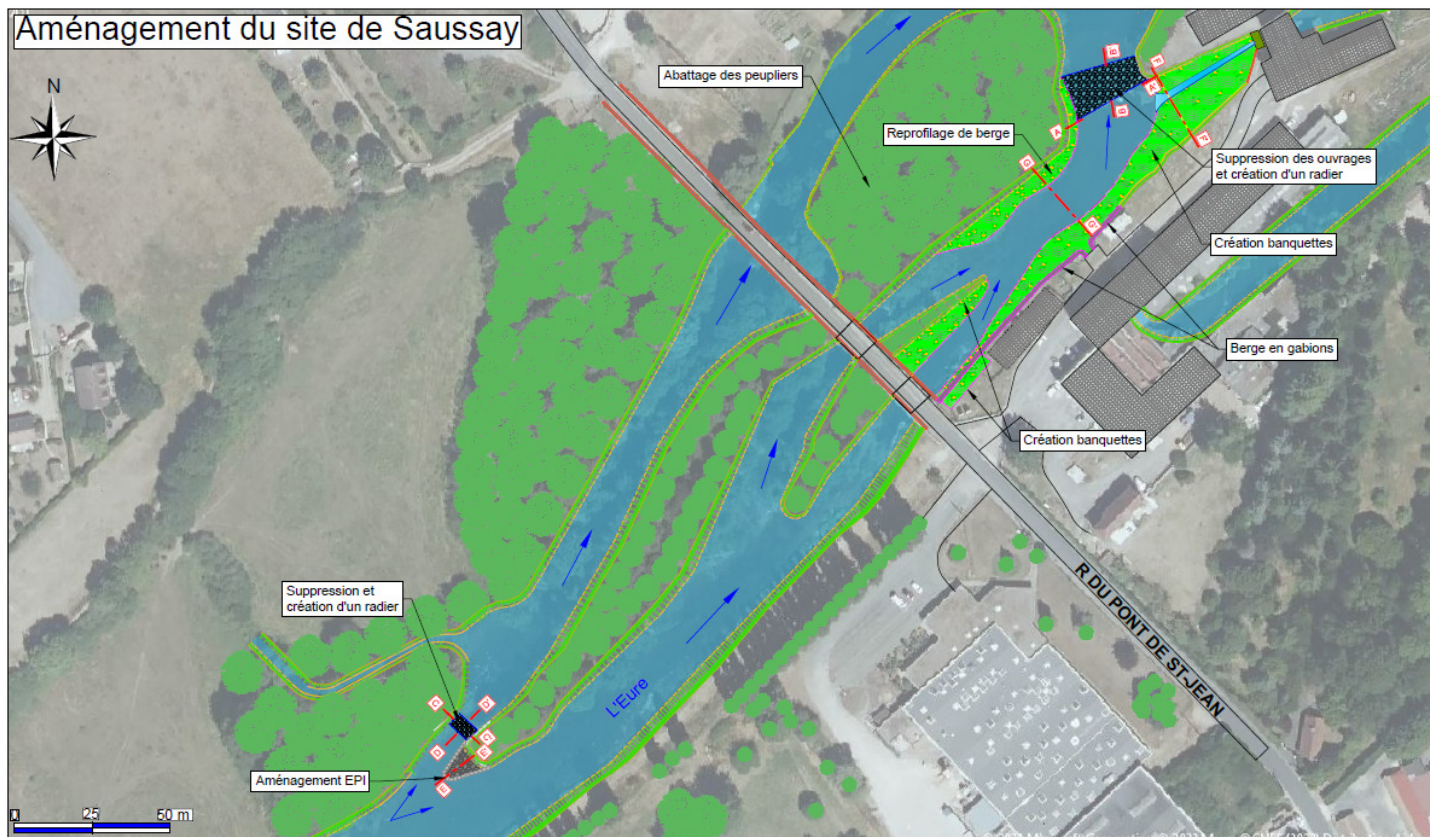 Aménagement du site de Saussay
N
Abattage des peupliers
Reprofilage de berge
B
B
A
A'
F
F'
G
G'
Suppression des ouvrages
et création d'un radier
Création banquettes
Berge en gabions
Création banquettes
R DU PONT DE ST-JEAN
L'Eure
Suppression et
création d'un radier
C
D'
D
C'
E'
E
Aménagement EPI
0 25 50 m